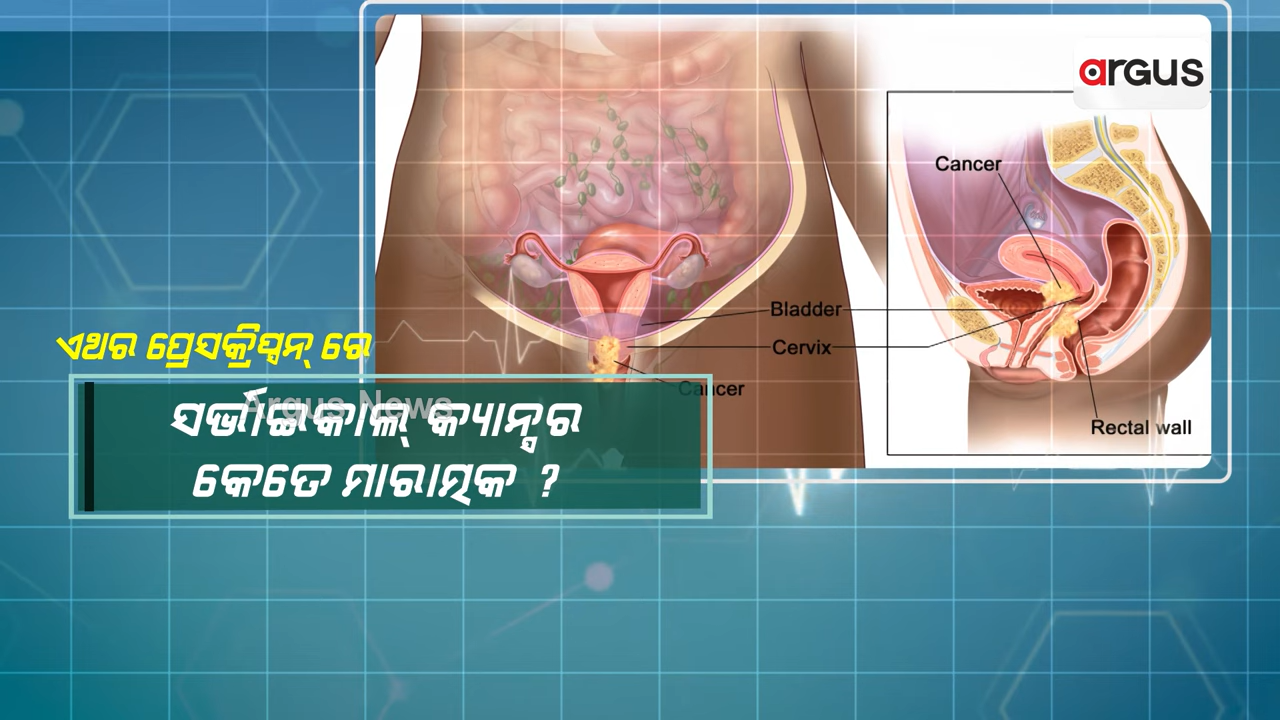 argus
Cancer
Bladder
Cervix
Cancer
Rectal wall
ଏଥର ପ୍ରେସକ୍ରିପ୍ସନ୍ ରେ
Argus News
ସର୍ଭାଇକାଲ୍ କ୍ୟାନ୍ସର
କେତେ ମାରାତ୍ମକ ?